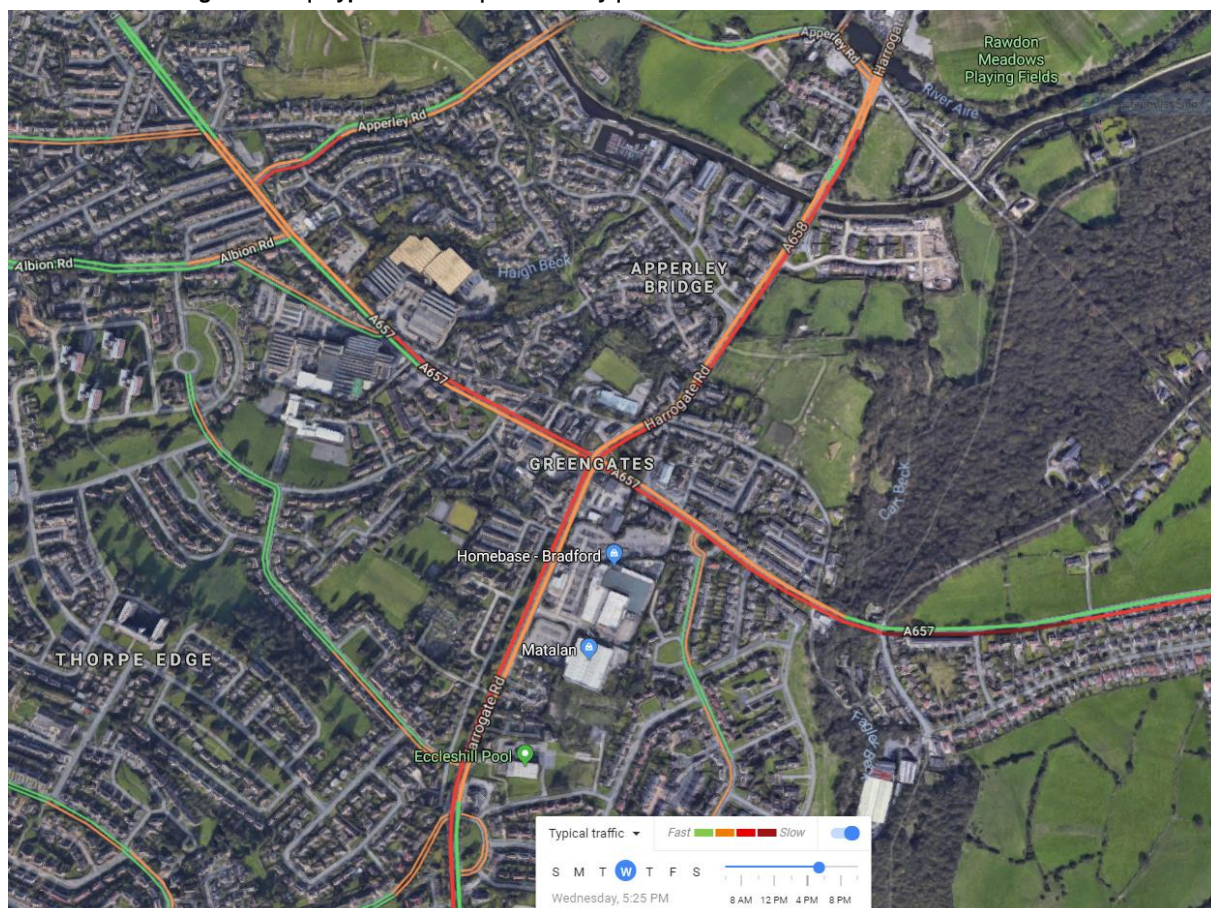 Apperley Rd
Harrogate
Rawdon
Meadows
Playing Fields
River Aire
Apperley Rd
Albion Rd
Albion Rd
Haigh Beck
APPERLEY
BRIDGE
A658
A657
A657
Harrogate Rd
GREENGATES
A657
Carr Beck
Homebase - Bradford
Matalan
A657
THORPE EDGE
Harrogate Rd
Eccleshill Pool
Fagley Beck
Typical traffic
Fast
Slow
S M T W T F S
Wednesday, 5:25 PM
8 AM 12 PM 4 PM 8 PM